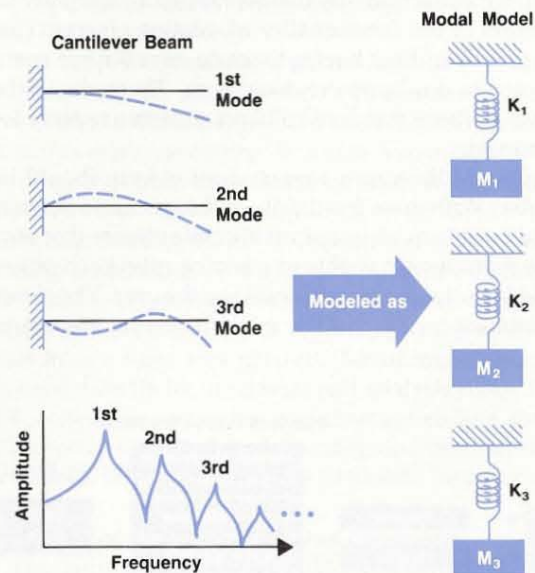 Modal Model
Cantilever Beam
1st
Mode
K1
M1
2nd
Mode
K2
Modeled as
M2
3rd
Mode
1st
2nd
3rd
K3
M3
Amplitude
Frequency